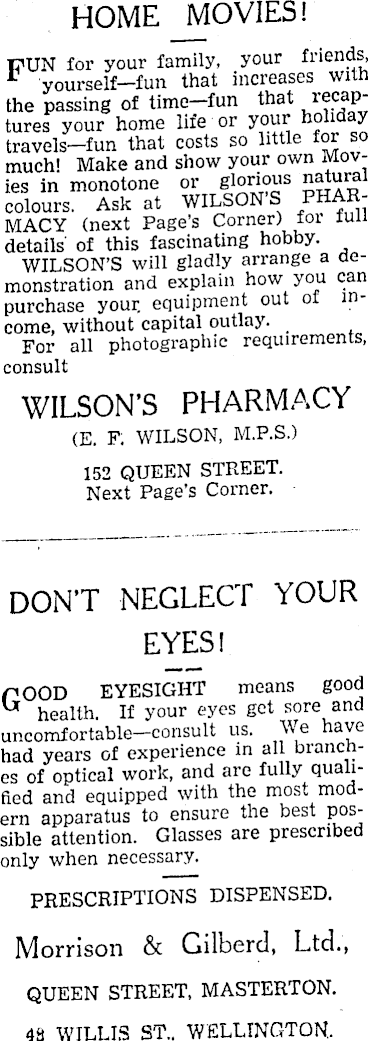 HOME MOVIES!
FUN for your family, your friends,
yourself—fun that increases with
the passing of time—fun that recap-
tures your home life or your holiday
travels—fun that costs so little for so
much! Make and show your own Mov-
ies in monotone or glorious natural
colours. Ask at WILSON'S PHAR-
MACY (next Page's Corner) for full
details of this fascinating hobby.
WILSON'S will gladly arrange a de-
monstration and explain how you can
purchase your equipment out of in-
come, without capital outlay.
For all photographic requirements,
consult
WILSON'S PHARMACY
(E. F. WILSON, M.P.S.)
152 QUEEN STREET.
Next Page's Corner.
DON'T NEGLECT YOUR
EYES!
GOOD EYESIGHT means good
health. If your eyes get sore and
uncomfortable—consult us. We have
had years of experience in all branch-
es of optical work, and are fully quali-
fied and equipped with the most mod-
ern apparatus to ensure the best pos-
sible attention. Glasses are prescribed
only when necessary.
PRESCRIPTIONS DISPENSED.
Morrison & Gilberd, Ltd.,
QUEEN STREET, MASTERTON.
48 WILLIS ST., WELLINGTON.